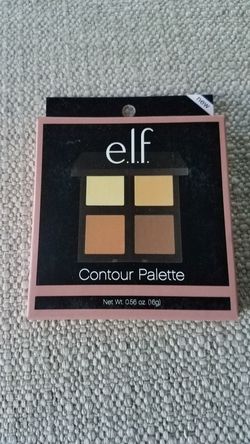 new
e.l.f.
Contour Palette
Net Wt. 0.56 oz. (16g)